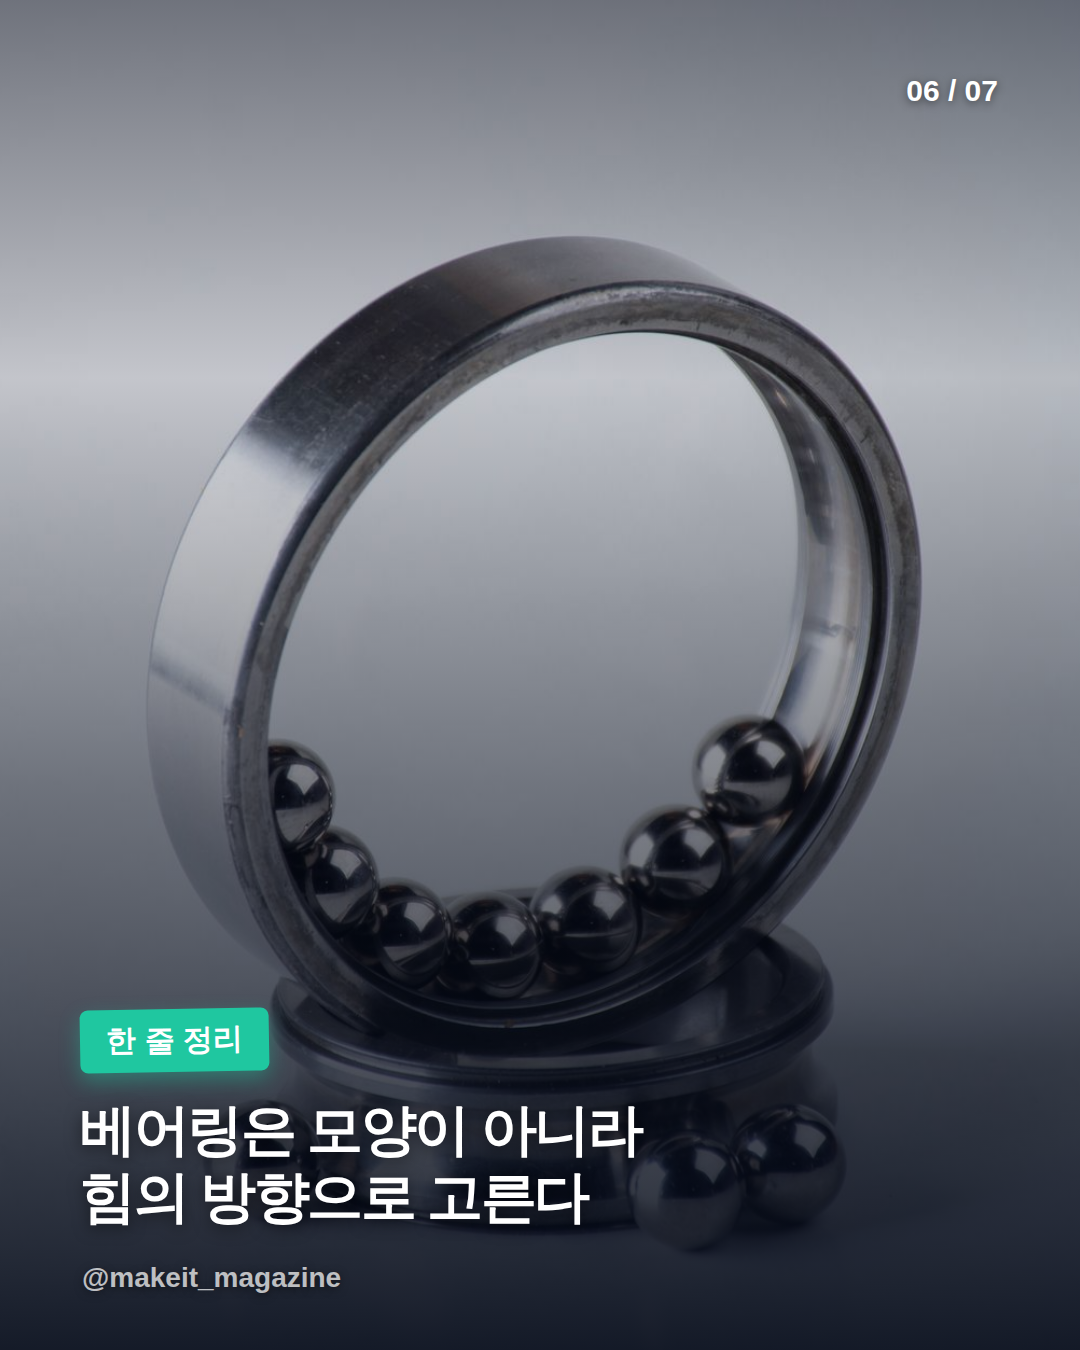 06 / 07
한 줄 정리
베어링은 모양이 아니라
힘의 방향으로 고른다
@makeit_magazine